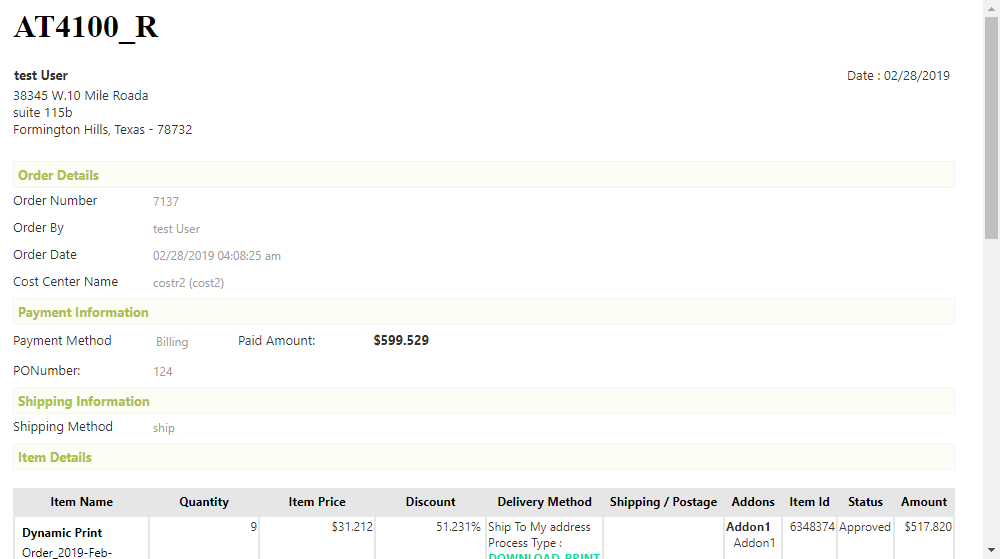 AT4100_R
test User
Date : 02/28/2019
38345 W.10 Mile Roada
suite 115b
Formington Hills, Texas - 78732
Order Details
Order Number 7137
Order By test User
Order Date 02/28/2019 04:08:25 am
Cost Center Name costr2 (cost2)
Payment Information
Payment Method Billing Paid Amount: $599.529
PONumber: 124
Shipping Information
Shipping Method ship
Item Details
Item Name Quantity Item Price Discount Delivery Method Shipping / Postage Addons Item Id Status Amount
Dynamic Print 9 $31.212 51.231% Ship To My address Addon1 6348374 Approved $517.820
Order_2019-Feb- Process Type : Addon1
DOWNLOAD_PRINT